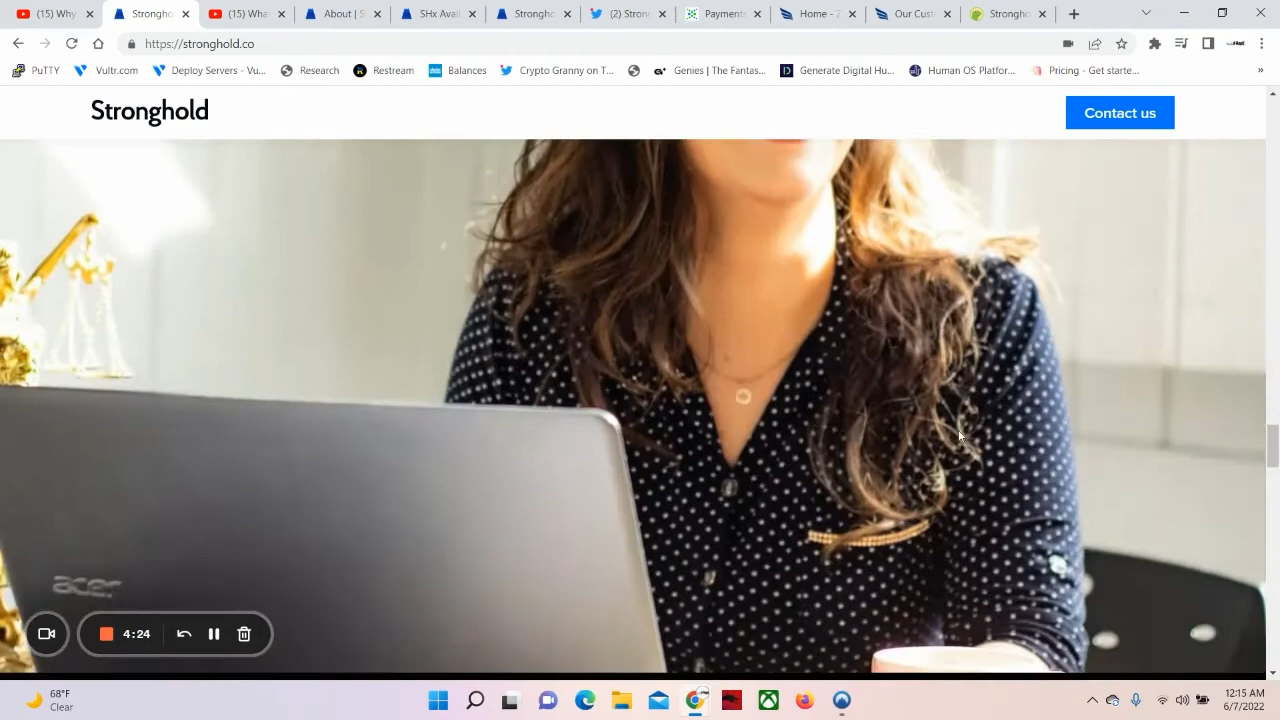 (15) Why
Strongho
(15) Wha
About | S
SHx Avai
Strongho
(2) Stron
Payments
Home - Z
Our Cust
Strongho
https://stronghold.co
PuTTY
Vultr.com
Deploy Servers - Vu...
Research
Restream
Balances
Crypto Granny on T...
Genies | The Fantas...
Generate Digital Hu...
Human OS Platfor...
Pricing - Get starte...
»
Stronghold
Contact us
acer
4:24
68°F
Clear
12:15 AM
6/7/2022